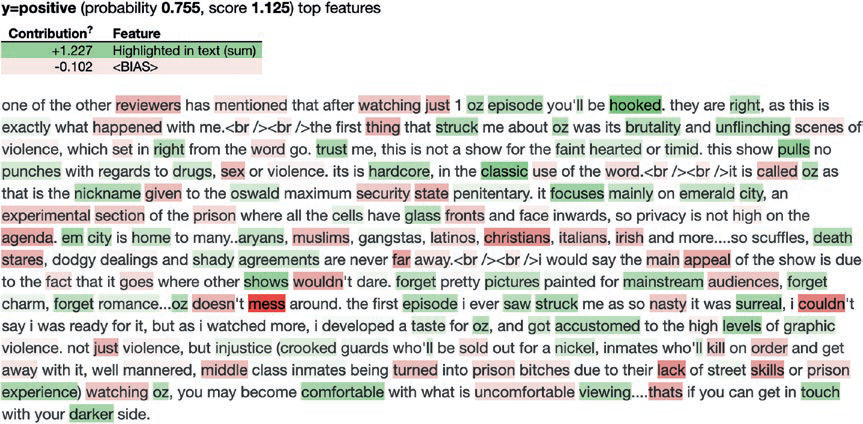 y=positive (probability 0.755, score 1.125) top features
Contribution? Feature
+1.227 Highlighted in text (sum)
-0.102 <BIAS>
one of the other reviewers has mentioned that after watching just 1 oz episode you'll be hooked. they are right, as this is
exactly what happened with me.<br /><br />the first thing that struck me about oz was its brutality and unflinching scenes of
violence, which set in right from the word go. trust me, this is not a show for the faint hearted or timid. this show pulls no
punches with regards to drugs, sex or violence. its is hardcore, in the classic use of the word.<br /><br />it is called oz as
that is the nickname given to the oswald maximum security state penitentary. it focuses mainly on emerald city, an
experimental section of the prison where all the cells have glass fronts and face inwards, so privacy is not high on the
agenda. em city is home to many..aryans, muslims, gangstas, latinos, christians, italians, irish and more....so scuffles, death
stares, dodgy dealings and shady agreements are never far away.<br /><br />i would say the main appeal of the show is due
to the fact that it goes where other shows wouldn't dare. forget pretty pictures painted for mainstream audiences, forget
charm, forget romance...oz doesn't mess around. the first episode i ever saw struck me as so nasty it was surreal, i couldn't
say i was ready for it, but as i watched more, i developed a taste for oz, and got accustomed to the high levels of graphic
violence. not just violence, but injustice (crooked guards who'll be sold out for a nickel, inmates who'll kill on order and get
away with it, well mannered, middle class inmates being turned into prison bitches due to their lack of street skills or prison
experience) watching oz, you may become comfortable with what is uncomfortable viewing....thats if you can get in touch
with your darker side.